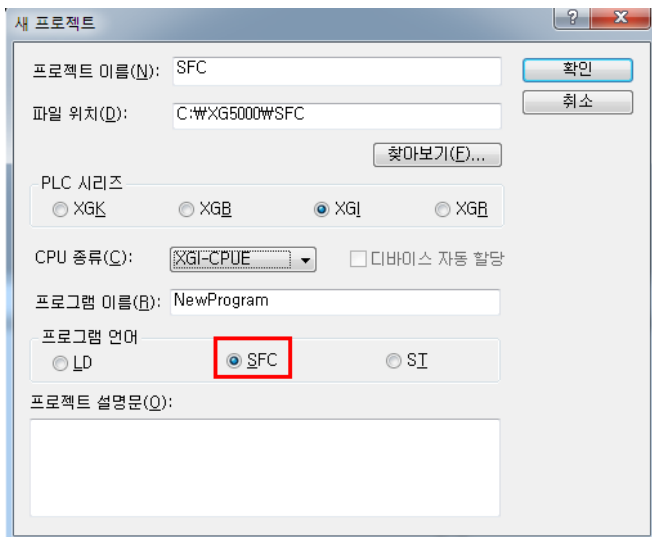 새 프로젝트
프로젝트 이름(N): SFC 확인
파일 위치(D): C:₩XG5000₩SFC 취소
찾아보기(F)...
PLC 시리즈
XGK XGB XGI XGR
CPU 종류(C): XGI-CPUE 디바이스 자동 할당
프로그램 이름(R): NewProgram
프로그램 언어
LD SFC ST
프로젝트 설명문(O):